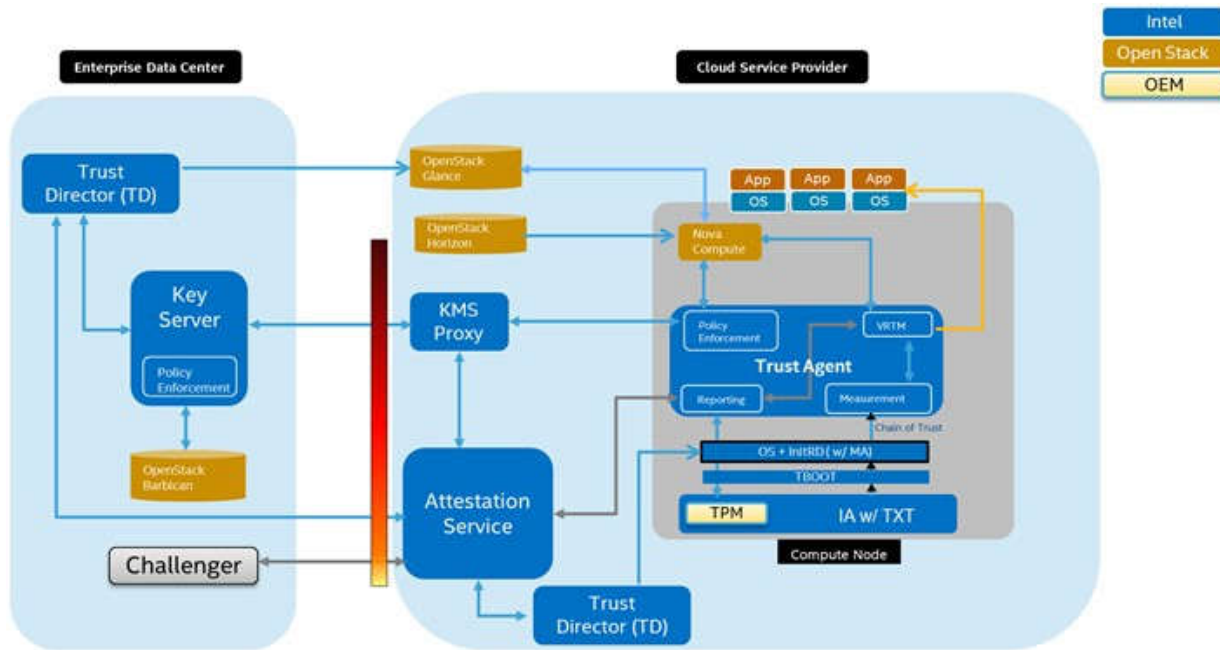 Intel
Open Stack
OEM
Enterprise Data Center
Cloud Service Provider
Trust
Director (TD)
OpenStack
Glance
App
App
App
OS
OS
OS
OpenStack
Horizon
Nova
Compute
Key
Server
Policy
Enforcement
KMS
Proxy
Policy
Enforcement
VRTM
Trust Agent
Reporting
Measurement
Chain of Trust
OpenStack
Barbican
OS + InitRD( w/ MA)
TBOOT
Attestation
Service
TPM
IA w/ TXT
Challenger
Compute Node
Trust
Director (TD)